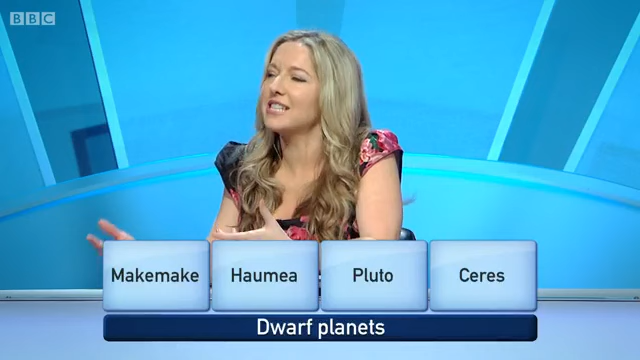 BBC
Makemake
Haumea
Pluto
Ceres
Dwarf planets